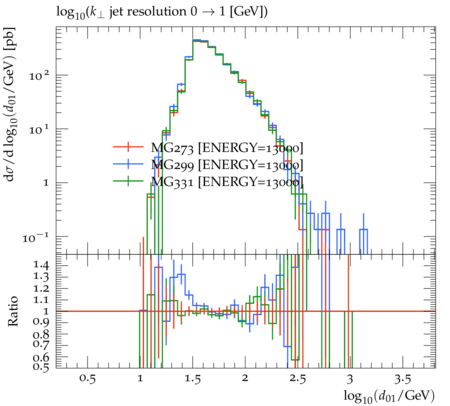 log₁₀(k⊥ jet resolution 0 → 1 [GeV])
dσ/d log₁₀(d₀₁/GeV) [pb]
10²
10¹
1
10⁻¹
MG273 [ENERGY=13000]
MG299 [ENERGY=13000]
MG331 [ENERGY=13000]
Ratio
1.4
1.3
1.2
1.1
1
0.9
0.8
0.7
0.6
0.5
0.5 1 1.5 2 2.5 3 3.5
log₁₀(d₀₁/GeV)